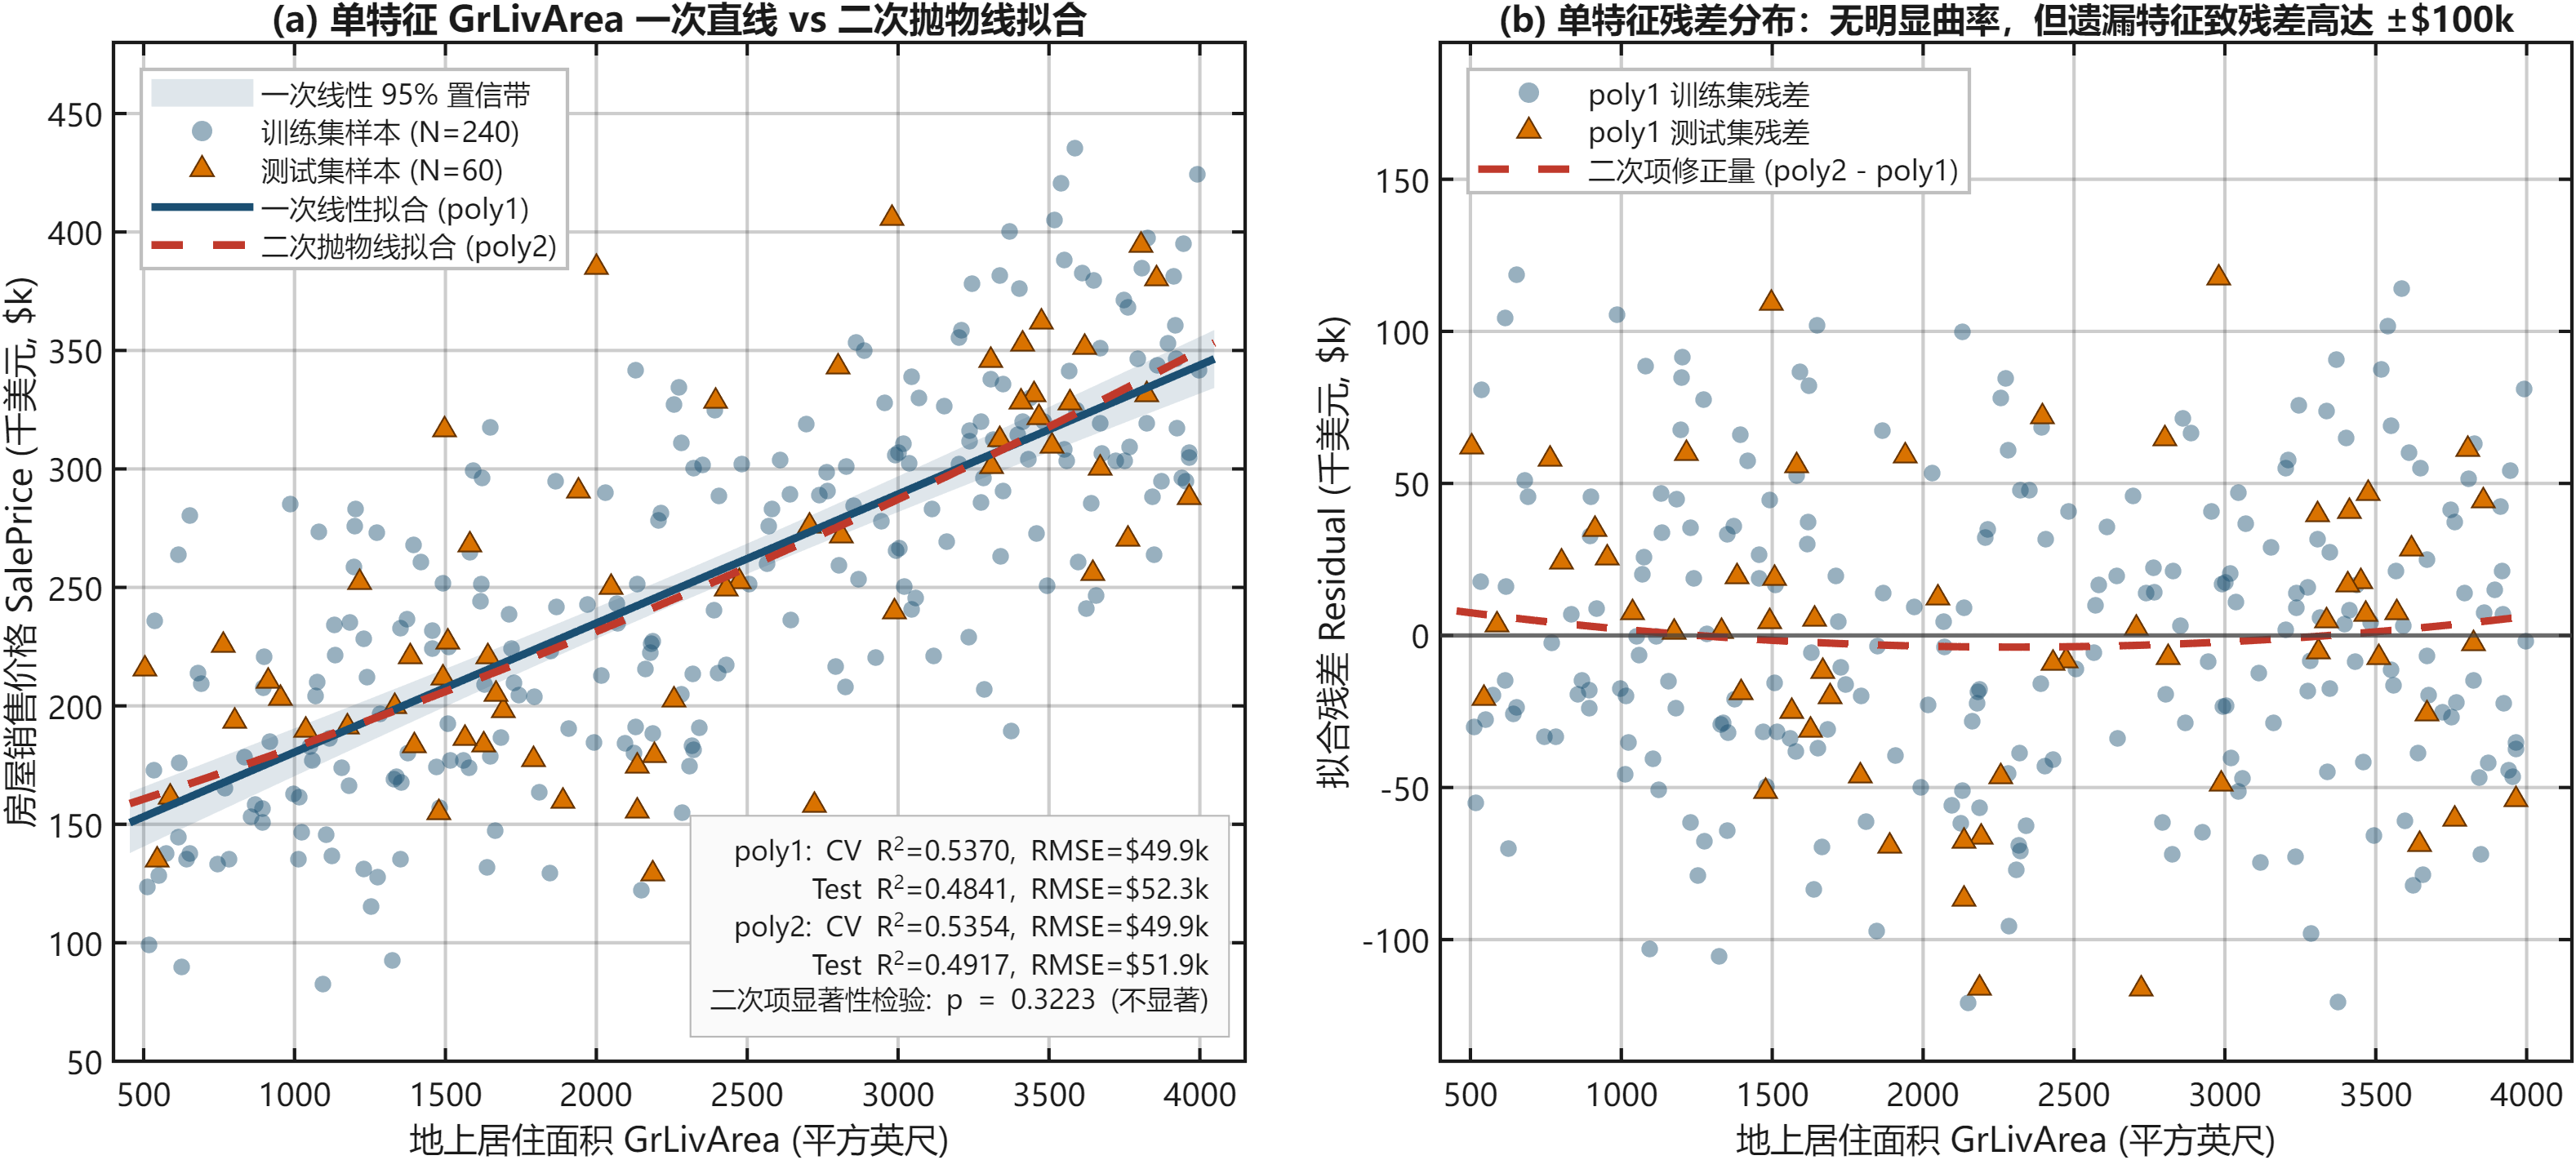 (a) 单特征 GrLivArea 一次直线 vs 二次抛物线拟合
一次线性 95% 置信带
训练集样本 (N=240)
测试集样本 (N=60)
一次线性拟合 (poly1)
二次抛物线拟合 (poly2)
房屋销售价格 SalePrice (千美元, $k)
450
400
350
300
250
200
150
100
50
poly1: CV R²=0.5370, RMSE=$49.9k
Test R²=0.4841, RMSE=$52.3k
poly2: CV R²=0.5354, RMSE=$49.9k
Test R²=0.4917, RMSE=$51.9k
二次项显著性检验: p = 0.3223 (不显著)
500 1000 1500 2000 2500 3000 3500 4000
地上居住面积 GrLivArea (平方英尺)
(b) 单特征残差分布：无明显曲率，但遗漏特征致残差高达 ±$100k
poly1 训练集残差
poly1 测试集残差
二次项修正量 (poly2 - poly1)
拟合残差 Residual (千美元, $k)
150
100
50
0
-50
-100
500 1000 1500 2000 2500 3000 3500 4000
地上居住面积 GrLivArea (平方英尺)